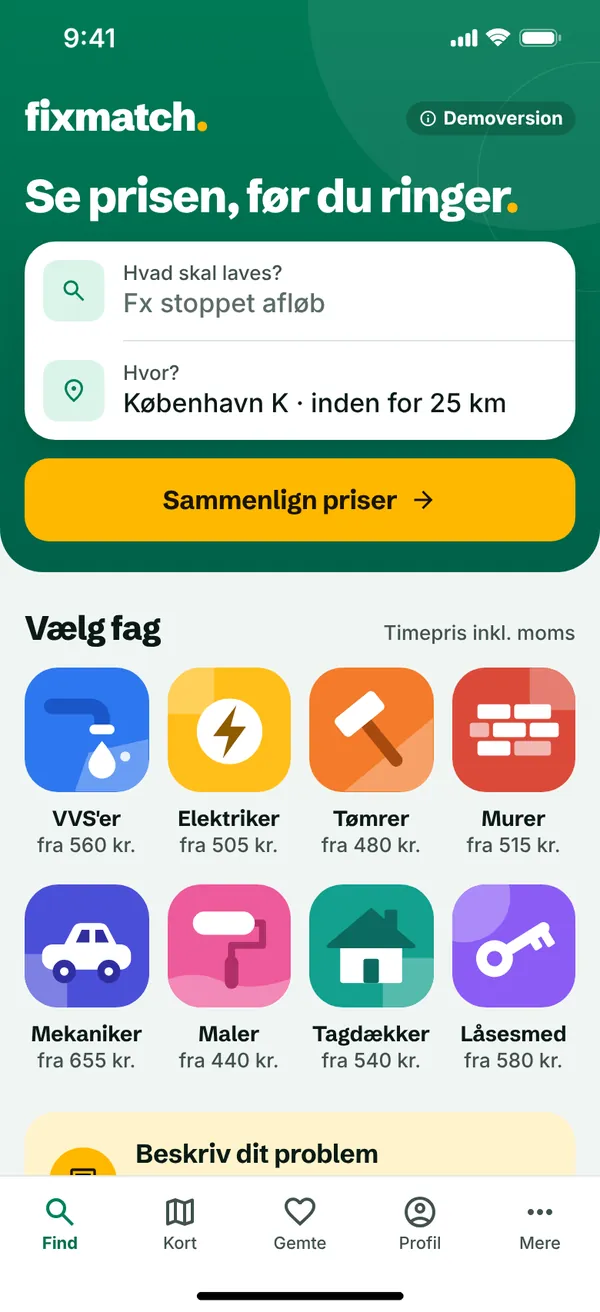 9:41
fixmatch.
Demoversion
Se prisen, før du ringer.
Hvad skal laves?
Fx stoppet afløb
Hvor?
København K · inden for 25 km
Sammenlign priser →
Vælg fag
Timepris inkl. moms
VVS'er
fra 560 kr.
Elektriker
fra 505 kr.
Tømrer
fra 480 kr.
Murer
fra 515 kr.
Mekaniker
fra 655 kr.
Maler
fra 440 kr.
Tagdækker
fra 540 kr.
Låsesmed
fra 580 kr.
Beskriv dit problem
Find
Kort
Gemte
Profil
Mere